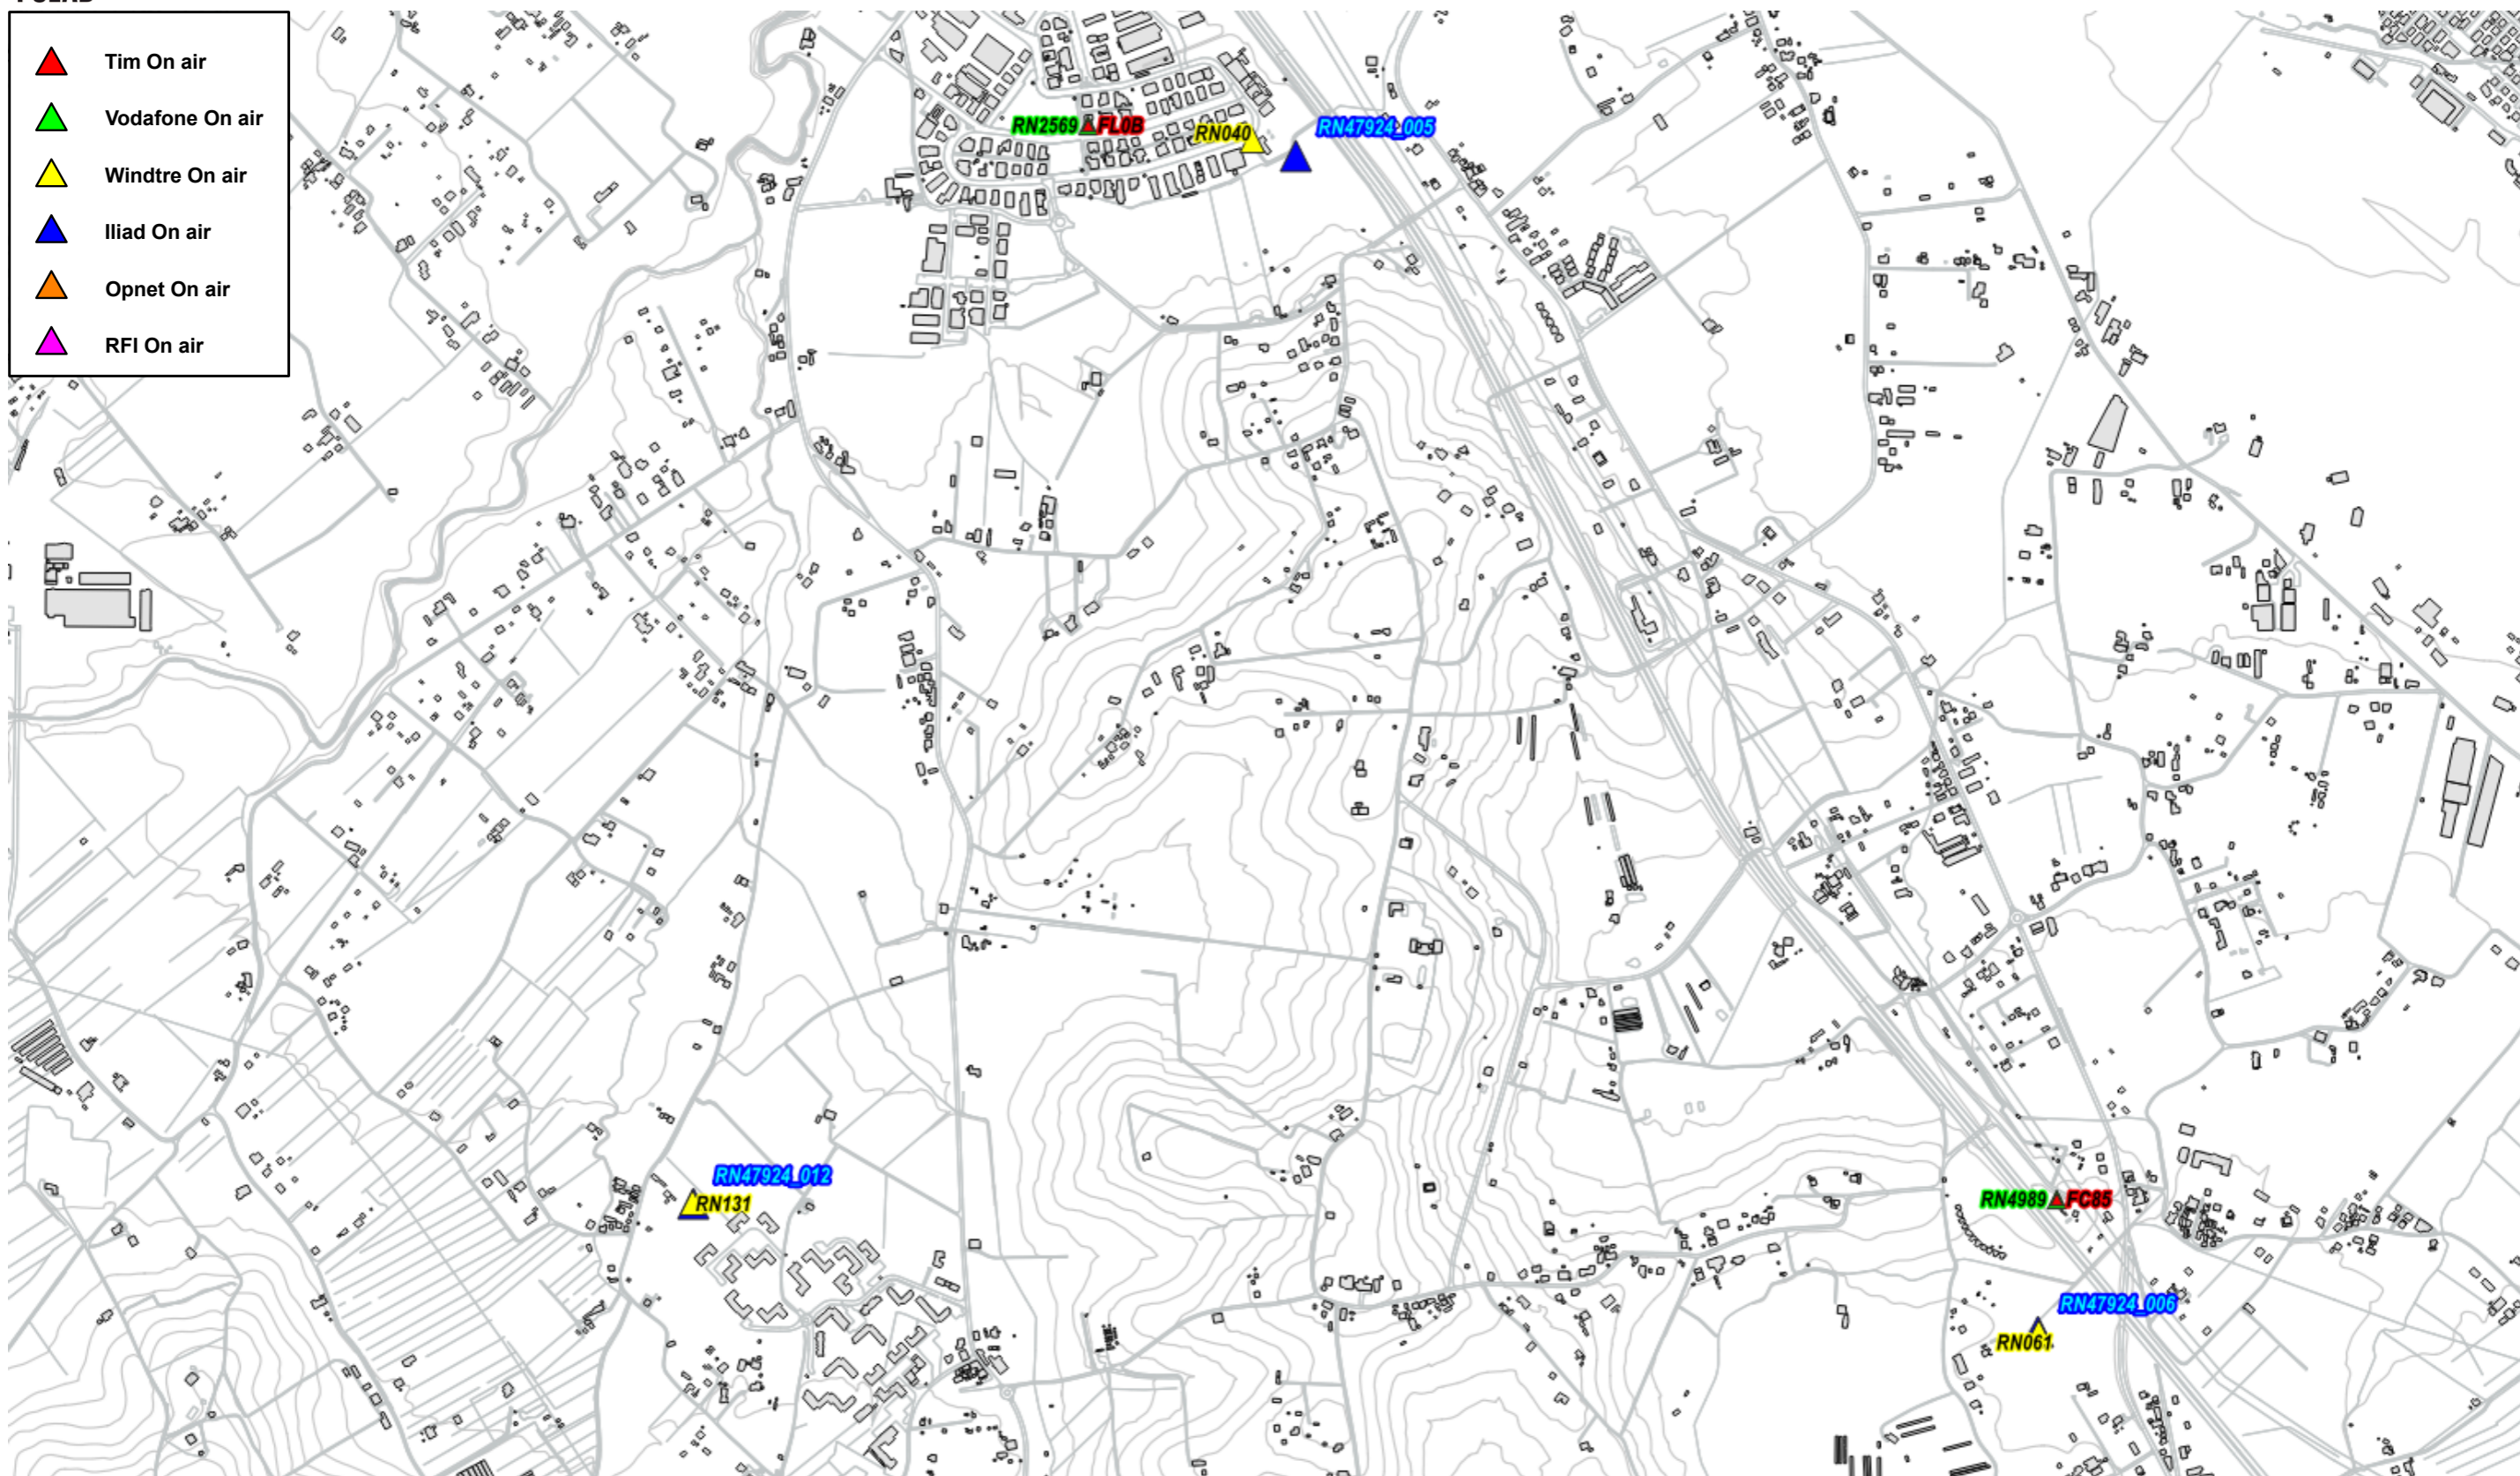 Tim On air
Vodafone On air
Windtre On air
Iliad On air
Opnet On air
RFI On air
RN2569 FL0B
RN040
RN47924_005
RN47924_012
RN131
RN4989 FC85
RN47924_006
RN061